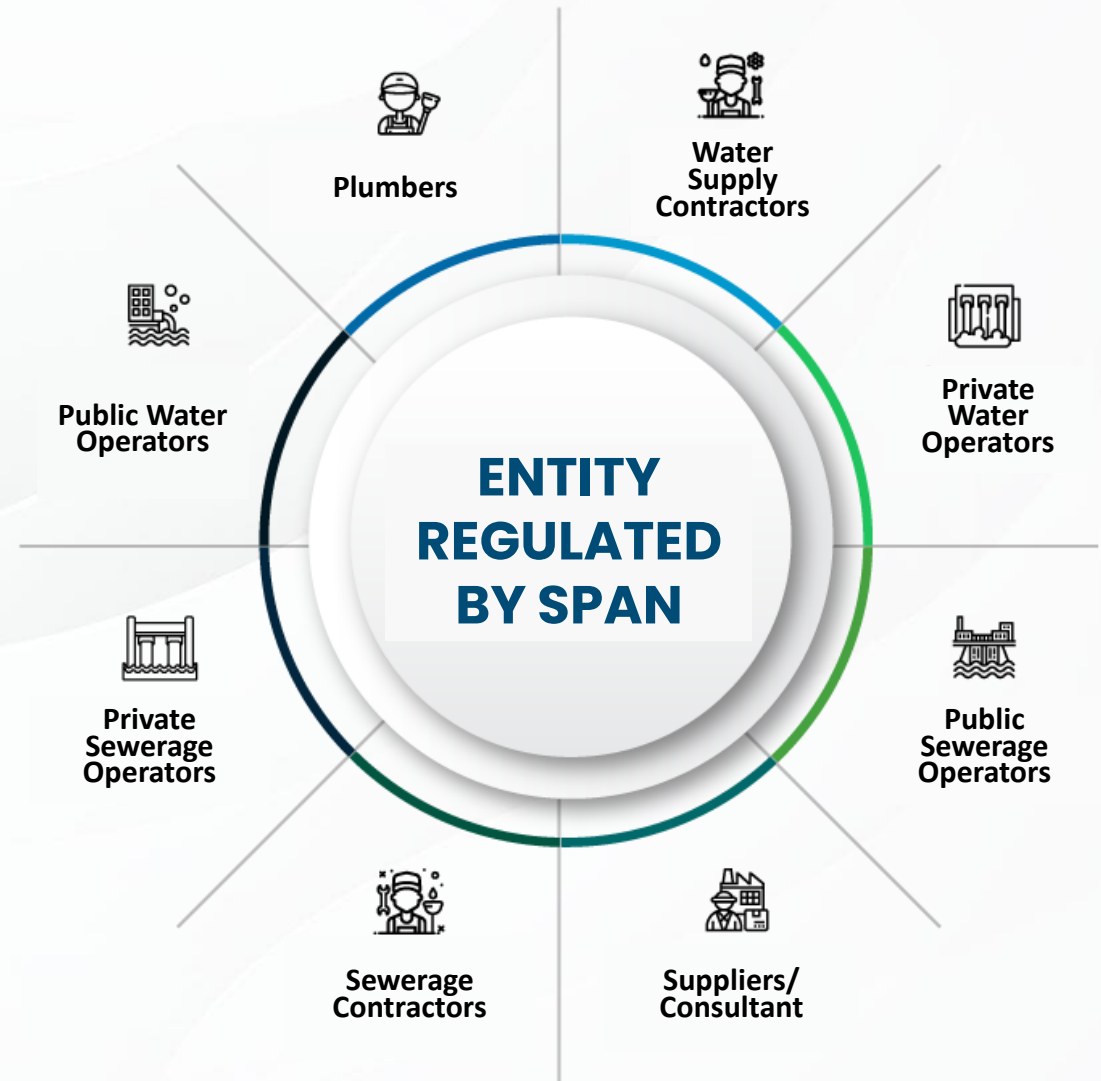 Plumbers
Water
Supply
Contractors
Private
Water
Operators
Public Water
Operators
ENTITY
REGULATED
BY SPAN
Private
Sewerage
Operators
Public
Sewerage
Operators
Sewerage
Contractors
Suppliers/
Consultant